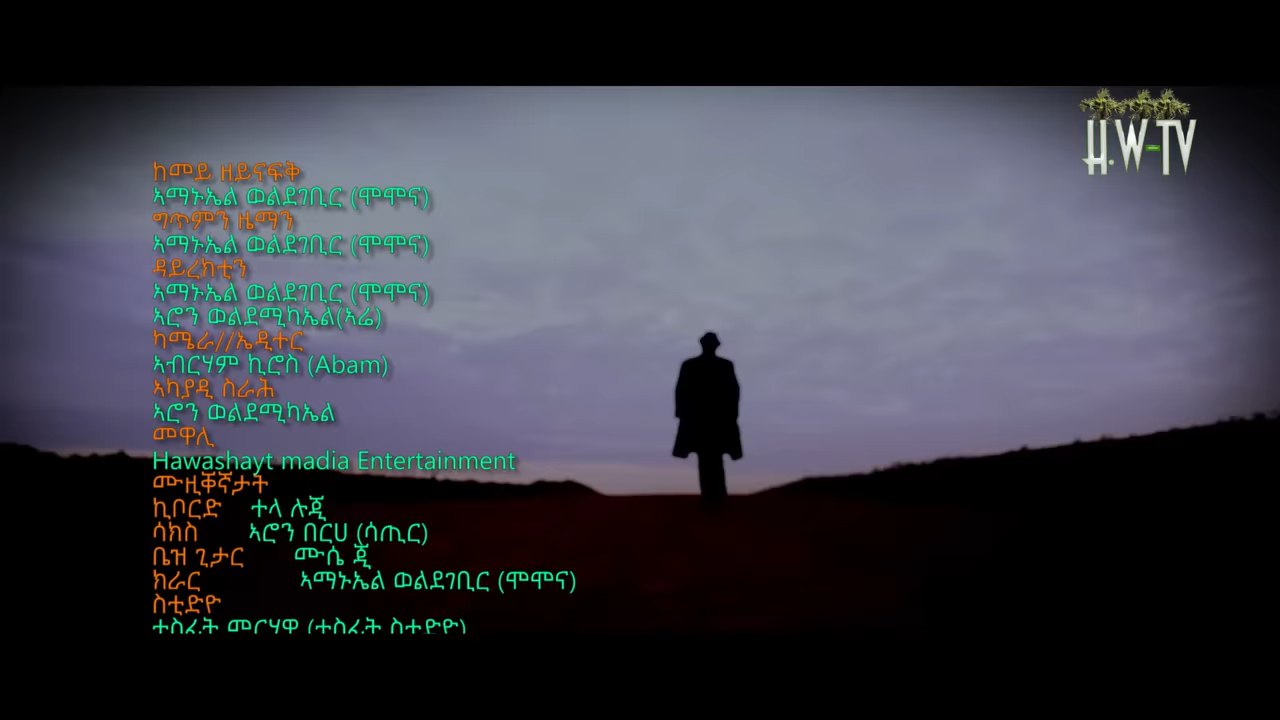 H.W-TV
ከመይ ዘይናፍቅ
ኣማኑኤል ወልደገቢር (ሞሞና)
ግጥምን ዜማን
ኣማኑኤል ወልደገቢር (ሞሞና)
ዳይረክቲን
ኣማኑኤል ወልደገቢር (ሞሞና)
ኣሮን ወልደሚካኤል(ኣሬ)
ካሜራ//ኤዲተር
ኣብርሃም ኪሮስ (Abam)
ኣካያዲ ስራሕ
ኣሮን ወልደሚካኤል
መዋሊ
Hawashayt madia Entertainment
ሙዚቐኛታት
ኪቦርድ ተላ ሉጂ
ሳክስ ኣሮን በርሀ (ሳጢር)
ቤዝ ጊታር ሙሴ ጂ
ክራር ኣማኑኤል ወልደገቢር (ሞሞና)
ስቲድዮ